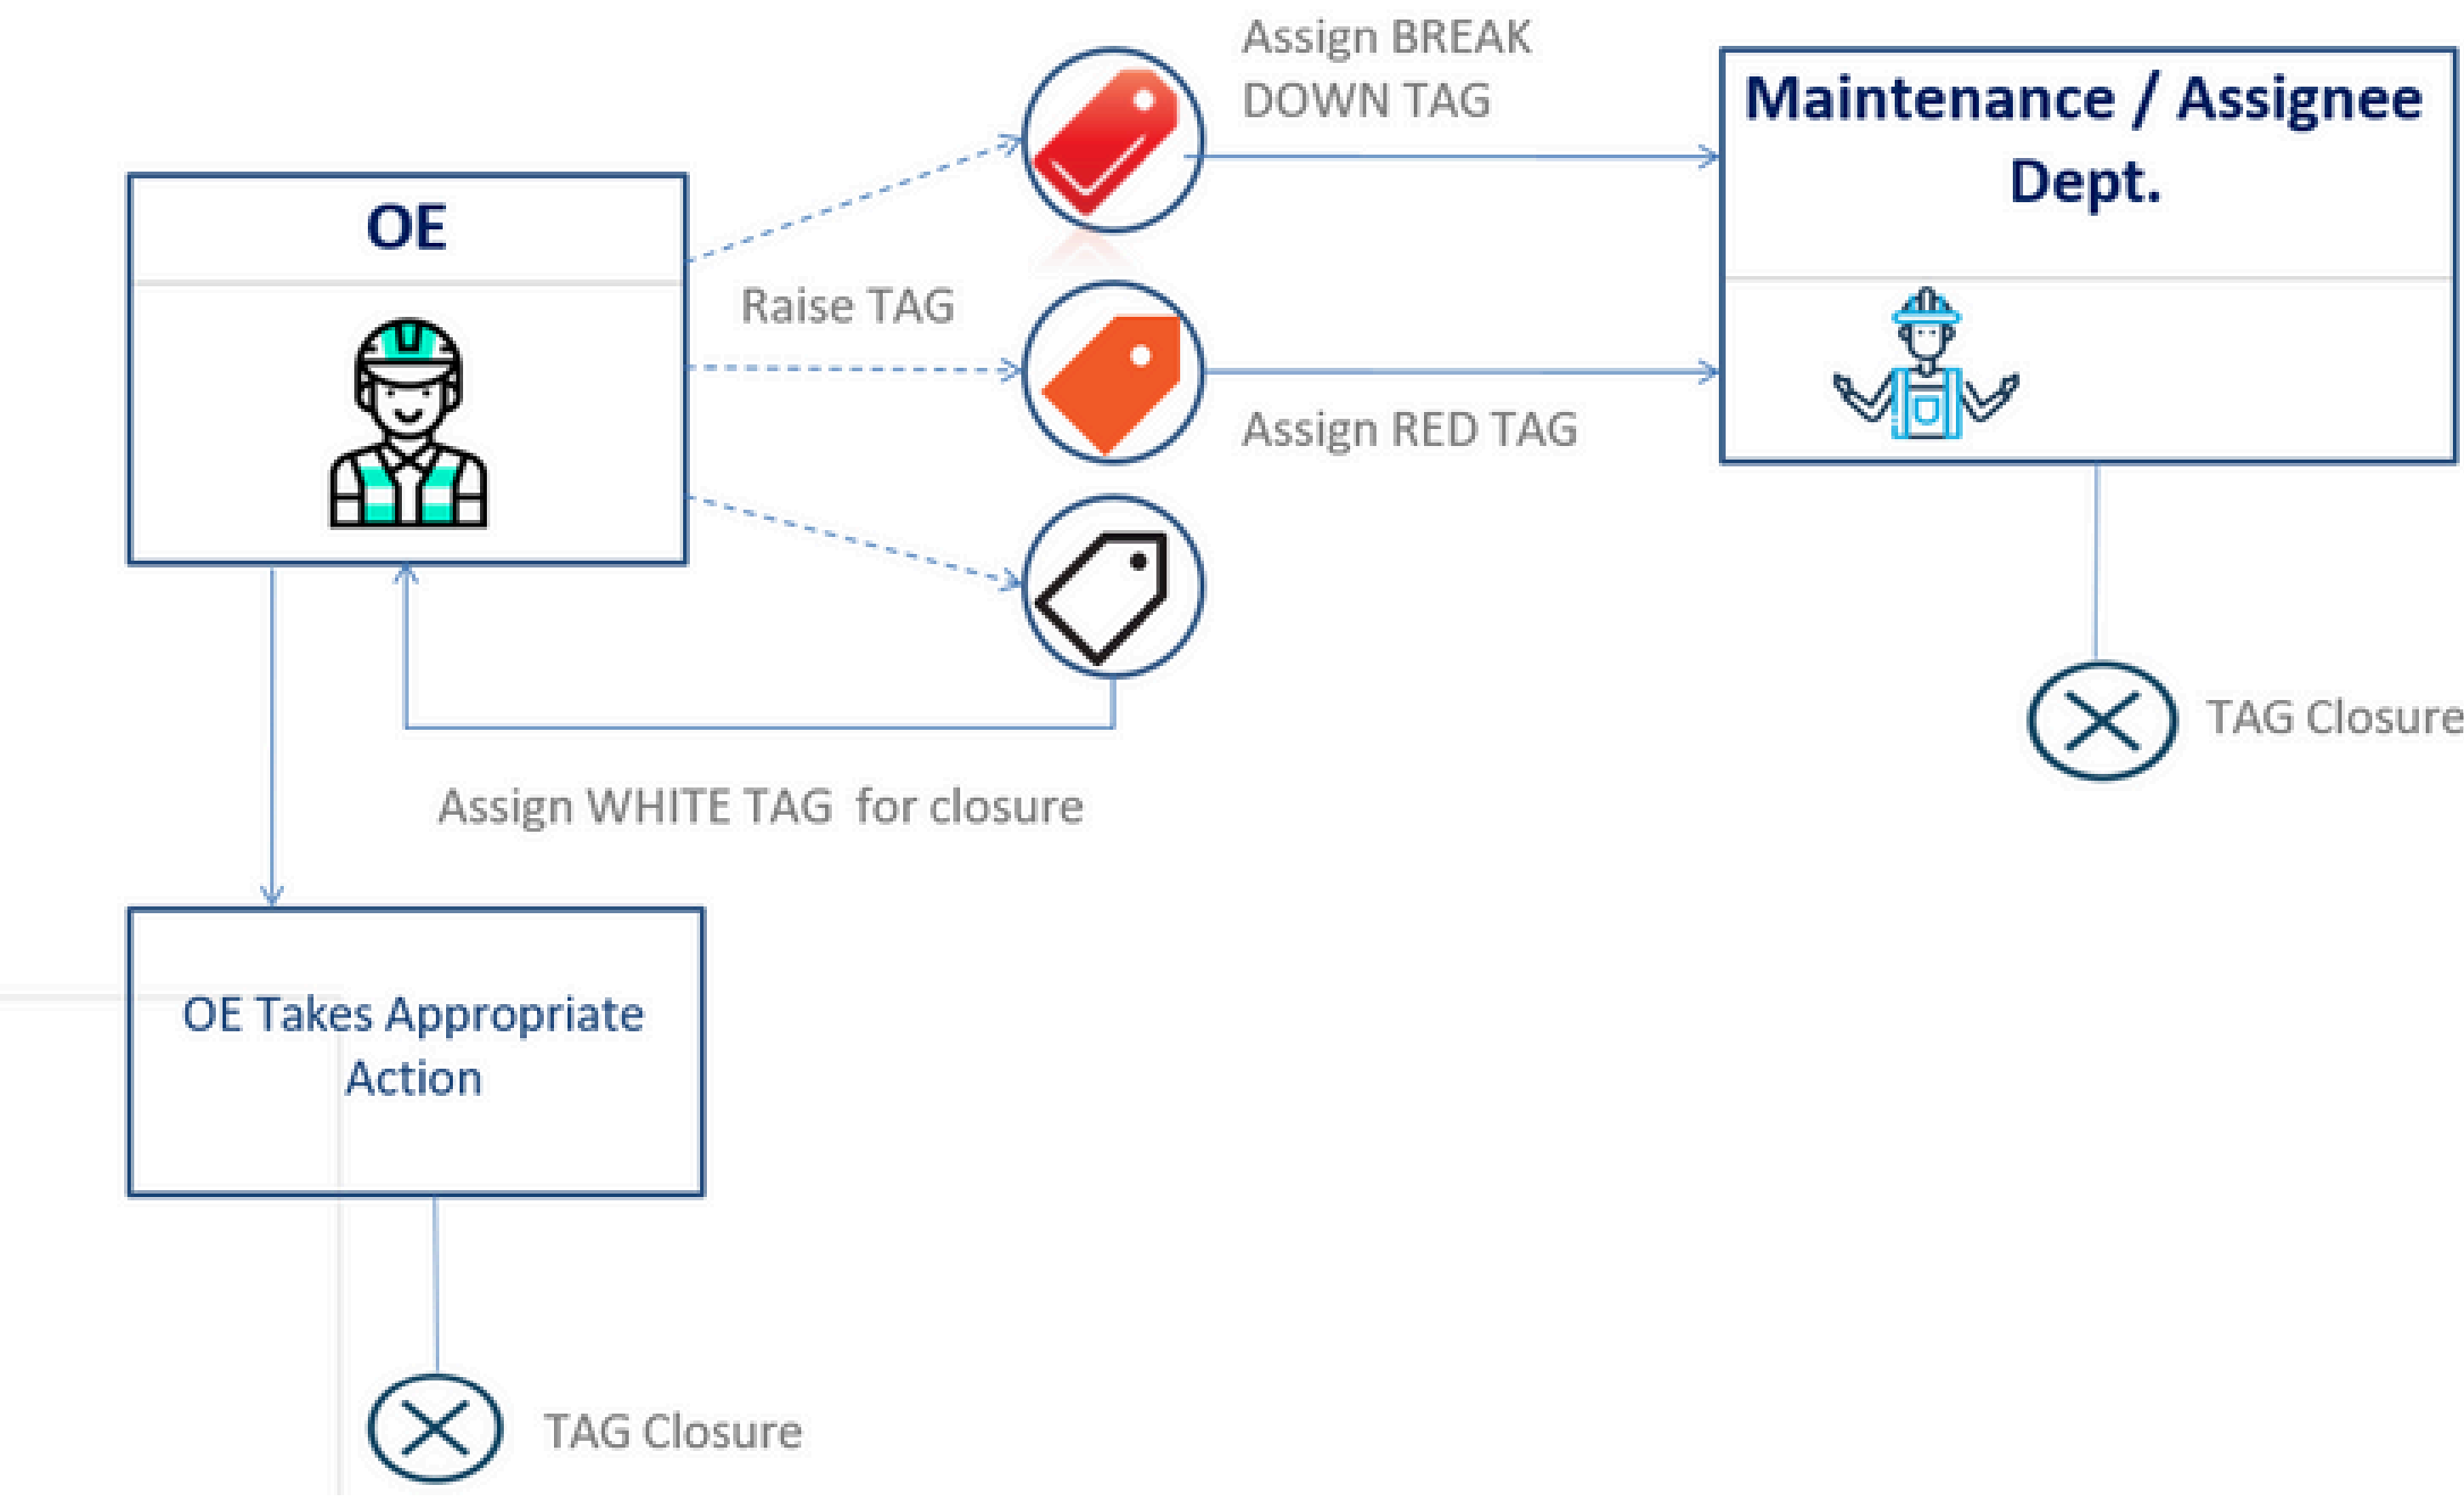 Assign BREAK
DOWN TAG
Maintenance / Assignee
Dept.
OE
Raise TAG
Assign RED TAG
TAG Closure
Assign WHITE TAG for closure
OE Takes Appropriate
Action
TAG Closure